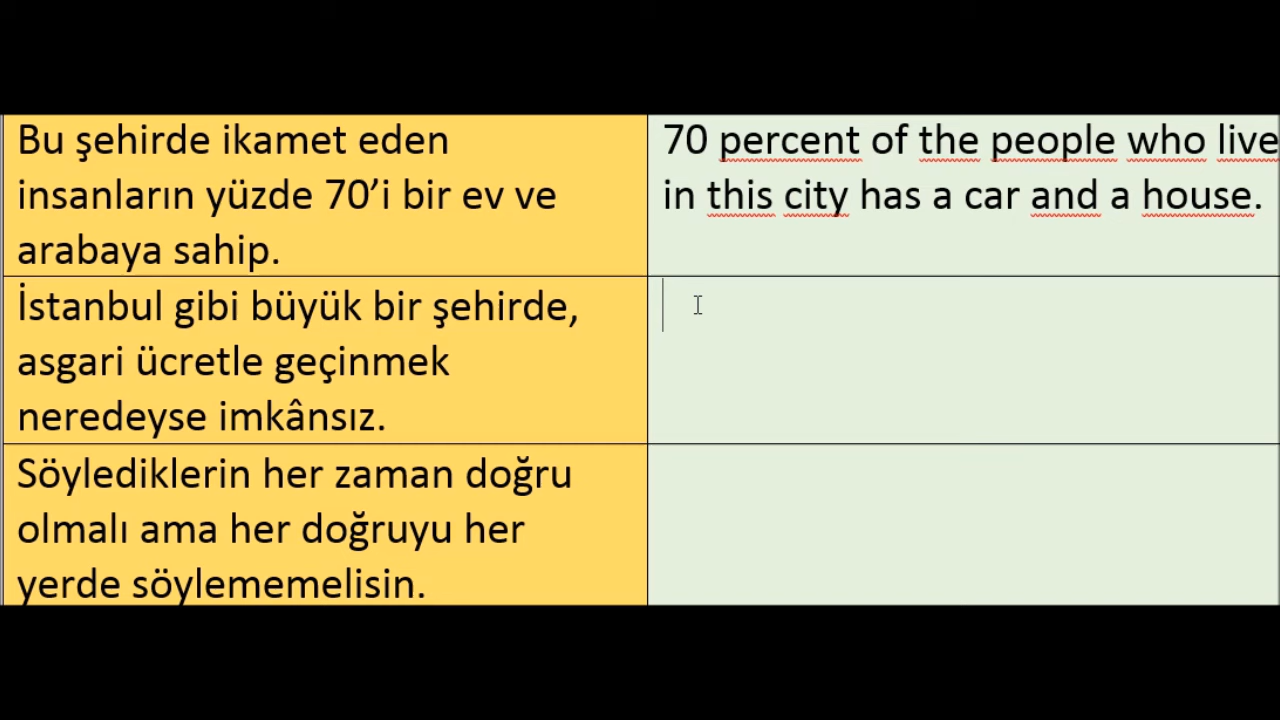 Bu şehirde ikamet eden
insanların yüzde 70’i bir ev ve
arabaya sahip.
70 percent of the people who live
in this city has a car and a house.
İstanbul gibi büyük bir şehirde,
asgari ücretle geçinmek
neredeyse imkânsız.
Söylediklerin her zaman doğru
olmalı ama her doğruyu her
yerde söylememelisin.